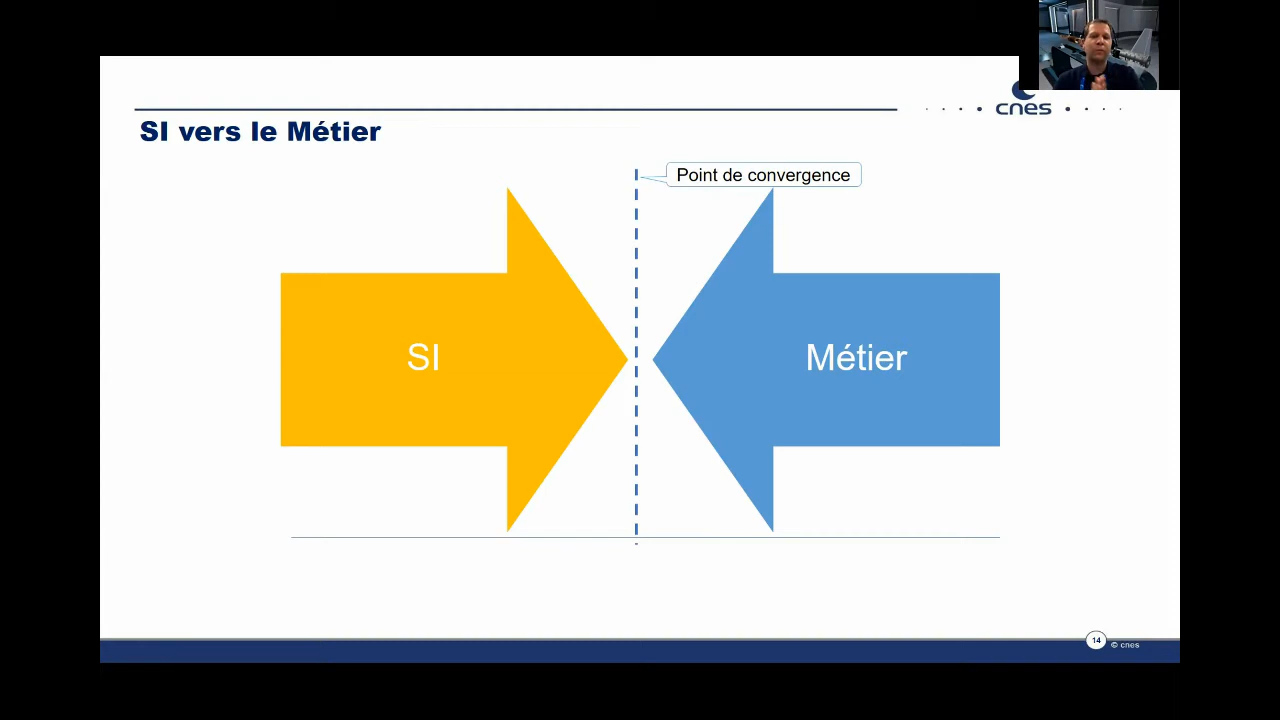 cnes
SI vers le Métier
Point de convergence
SI
Métier
14
© cnes